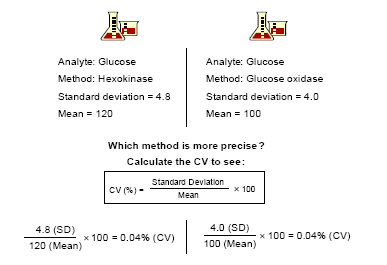 Analyte: Glucose
Method: Hexokinase
Standard deviation = 4.8
Mean = 120
Analyte: Glucose
Method: Glucose oxidase
Standard deviation = 4.0
Mean = 100
Which method is more precise?
Calculate the CV to see:
CV (%) = Standard Deviation / Mean × 100
4.8 (SD) / 120 (Mean) × 100 = 0.04% (CV)
4.0 (SD) / 100 (Mean) × 100 = 0.04% (CV)